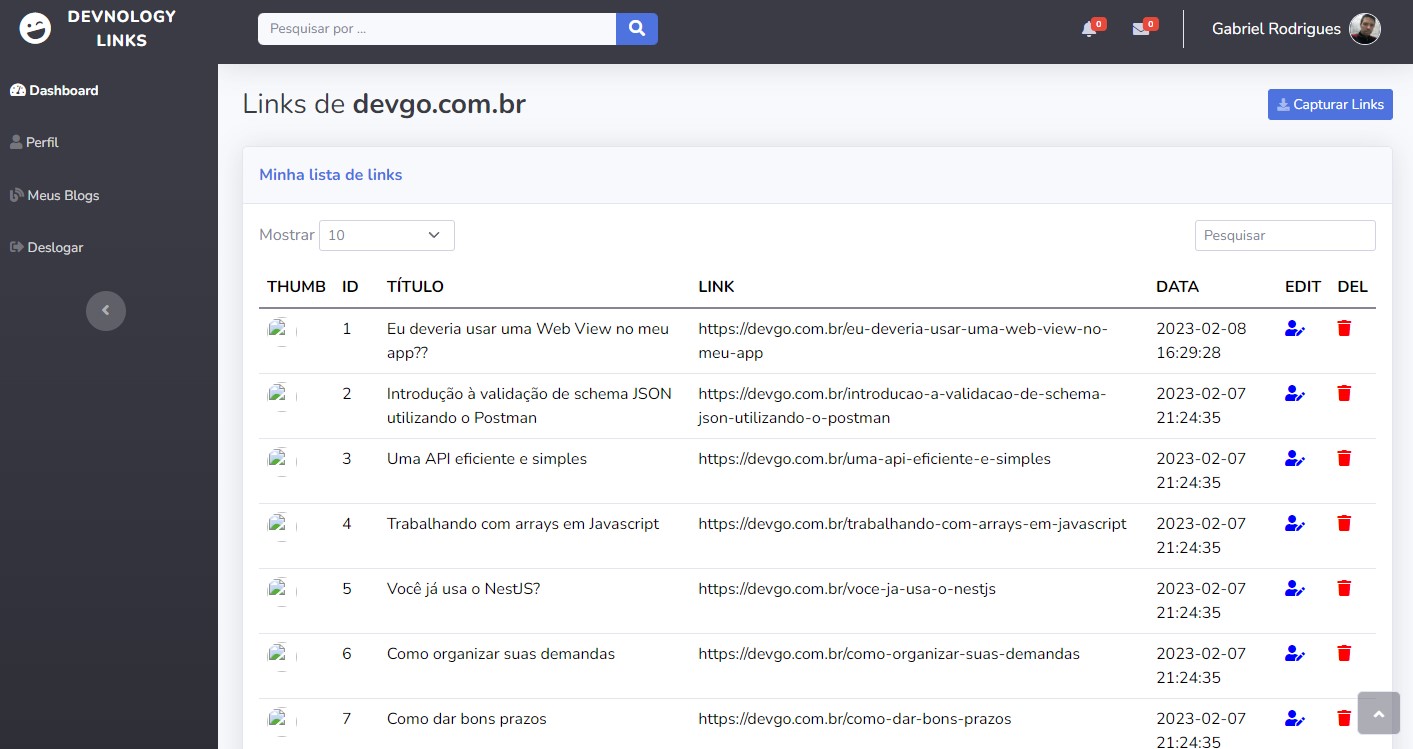 DEVNOLOGY
LINKS
Pesquisar por ...
0
0
Gabriel Rodrigues
Dashboard
Perfil
Meus Blogs
Deslogar
Links de devgo.com.br
Capturar Links
Minha lista de links
Mostrar 10
Pesquisar
THUMB ID TÍTULO LINK DATA EDIT DEL
1 Eu deveria usar uma Web View no meu https://devgo.com.br/eu-deveria-usar-uma-web-view-no- 2023-02-08
app?? meu-app 16:29:28
2 Introdução à validação de schema JSON https://devgo.com.br/introducao-a-validacao-de-schema- 2023-02-07
utilizando o Postman json-utilizando-o-postman 21:24:35
3 Uma API eficiente e simples https://devgo.com.br/uma-api-eficiente-e-simples 2023-02-07
21:24:35
4 Trabalhando com arrays em Javascript https://devgo.com.br/trabalhando-com-arrays-em-javascript 2023-02-07
21:24:35
5 Você já usa o NestJS? https://devgo.com.br/voce-ja-usa-o-nestjs 2023-02-07
21:24:35
6 Como organizar suas demandas https://devgo.com.br/como-organizar-suas-demandas 2023-02-07
21:24:35
7 Como dar bons prazos https://devgo.com.br/como-dar-bons-prazos 2023-02-07
21:24:35